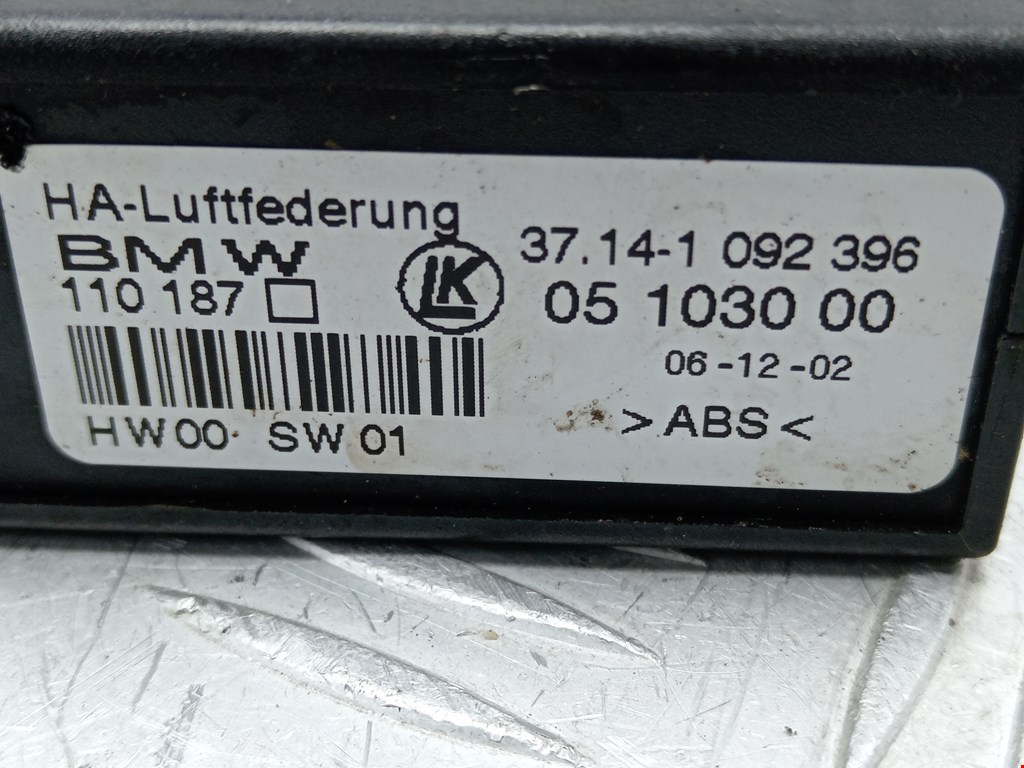 HA-Luftfederung
BMW
110 187
LK
37.14-1 092 396
05 1030 00
06-12-02
>ABS<
HW00 SW01